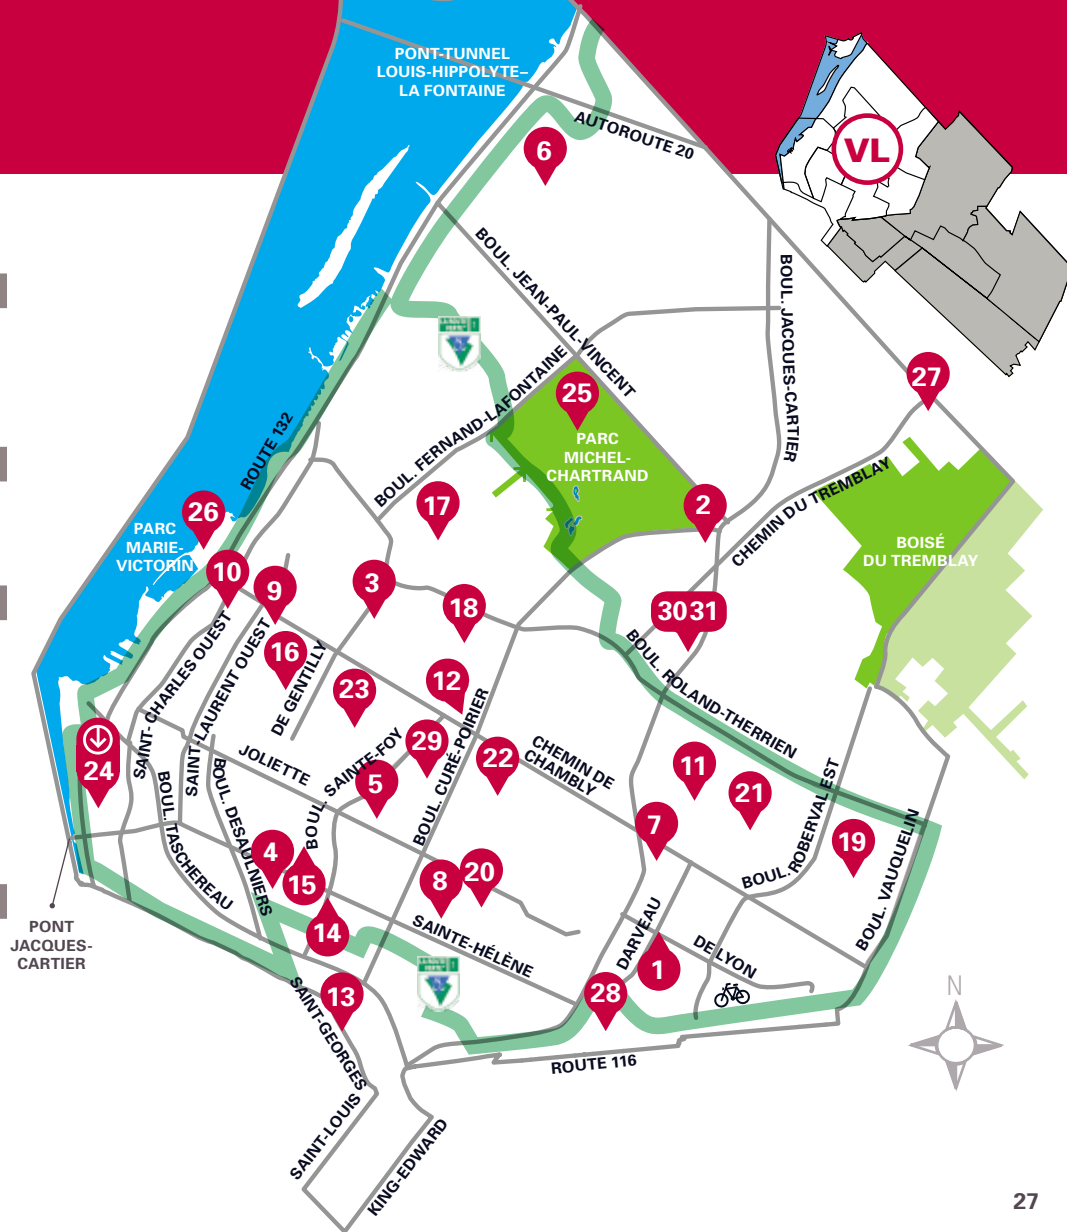 PONT-TUNNEL
LOUIS-HIPPOLYTE–
LA FONTAINE
AUTOROUTE 20
VL
6
BOUL. JEAN-PAUL-VINCENT
BOUL. JACQUES-CARTIER
27
BOUL. FERNAND-LAFONTAINE
25
PARC
MICHEL-
CHARTRAND
ROUTE 132
CHEMIN DU TREMBLAY
17
2
26
PARC
MARIE-
VICTORIN
BOISÉ
DU TREMBLAY
10
9
3
18
30 31
16
SAINT-CHARLES OUEST
SAINT-LAURENT OUEST
DE GENTILLY
23
12
BOUL. ROLAND-THERRIEN
24
JOLIETTE
BOUL. SAINTE-FOY
29
BOUL. CURÉ-POIRIER
22
CHEMIN DE
CHAMBLY
11
21
5
BOUL. TASCHEREAU
BOUL. DESAULNIERS
7
19
BOUL. ROBERVAL EST
BOUL. VAUQUELIN
4
15
8
20
14
SAINTE-HÉLÈNE
DARVEAU
DE LYON
1
PONT
JACQUES-
CARTIER
13
28
N
SAINT-GEORGES
ROUTE 116
SAINT-LOUIS
KING-EDWARD
27